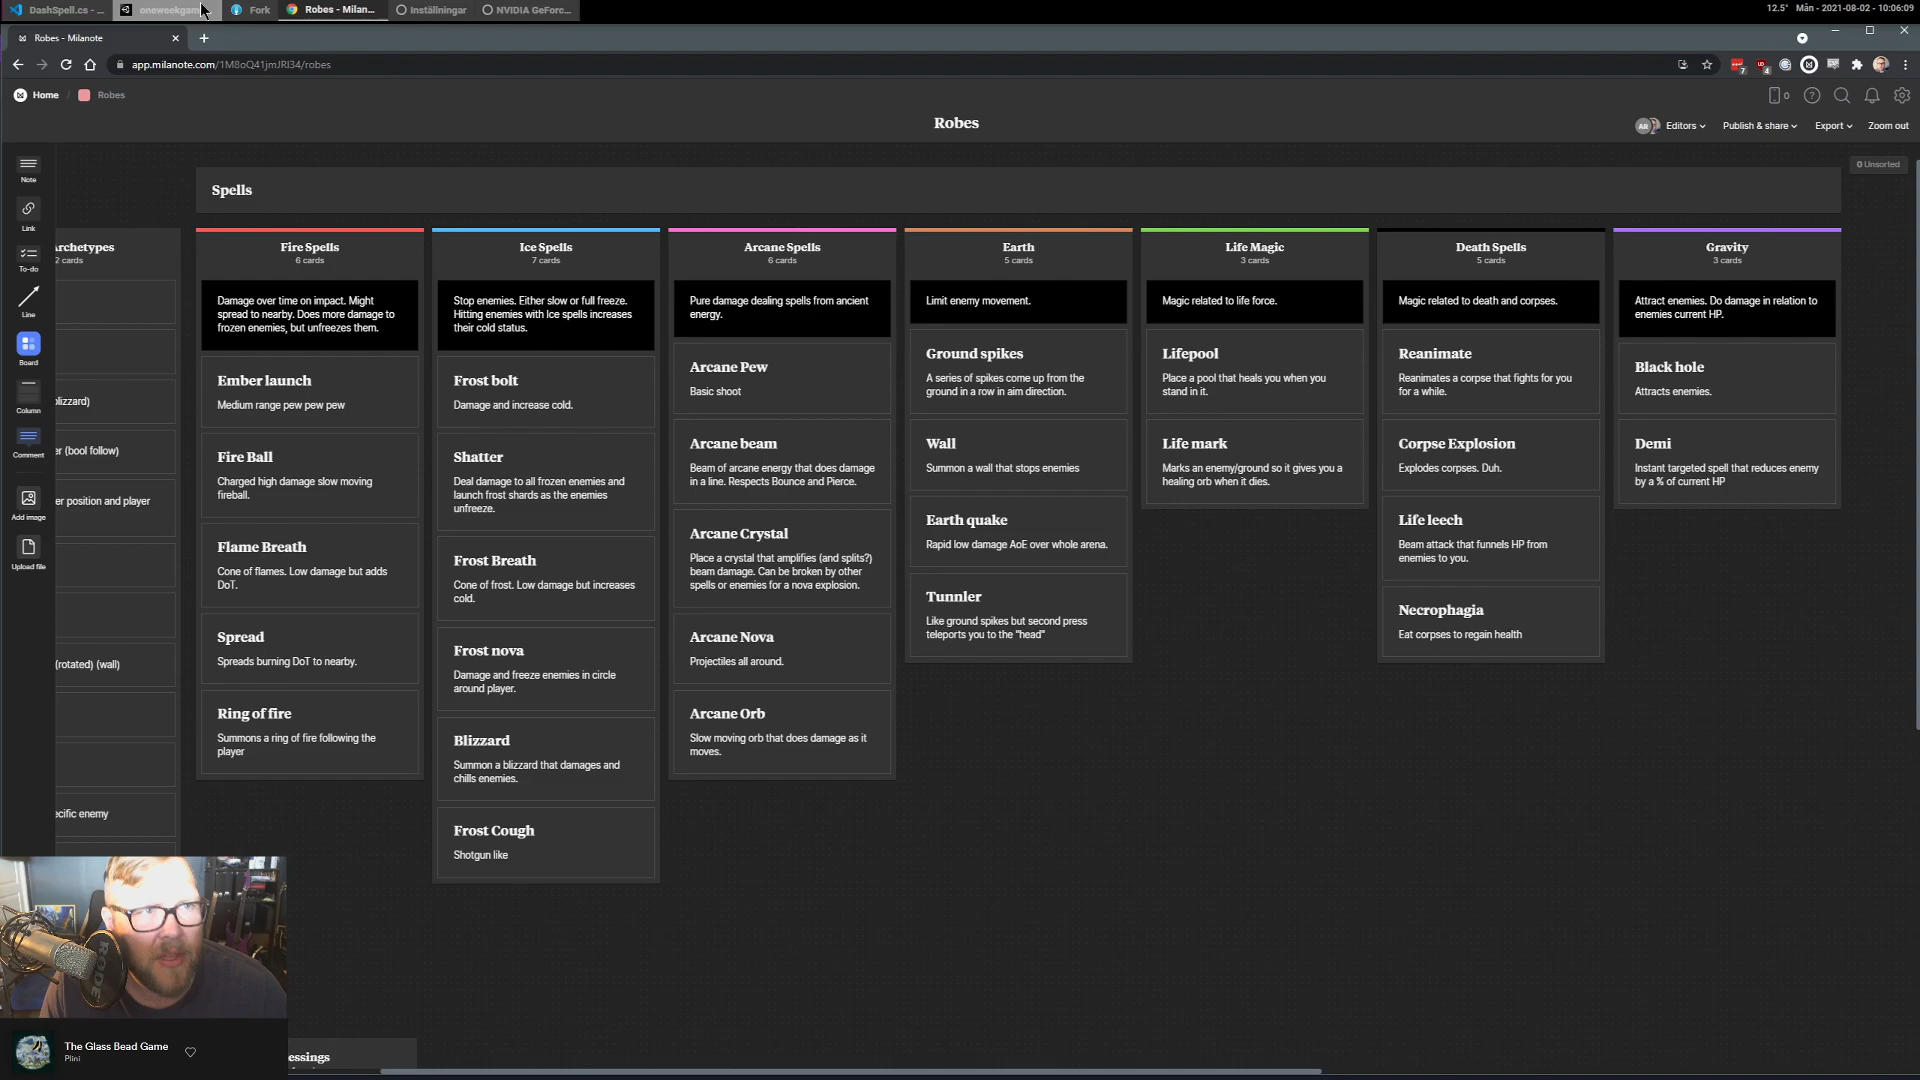 DashSpell.cs - ...
oneweekgam
Fork
Robes - Milan...
Inställningar
NVIDIA GeForc...
12.5° Mån - 2021-08-02 - 10:06:09
Robes - Milanote
app.milanote.com/1M8oQ41jmJRI34/robes
7
4
Home / Robes
0
Robes
AR
Editors
Publish & share
Export
Zoom out
0 Unsorted
Note
Link
To-do
Line
Board
Column
Comment
Add image
Upload file
Spells
rchetypes
2 cards
lizzard)
er (bool follow)
er position and player
(rotated) (wall)
ecific enemy
Fire Spells
6 cards
Damage over time on impact. Might
spread to nearby. Does more damage to
frozen enemies, but unfreezes them.
Ember launch
Medium range pew pew pew
Fire Ball
Charged high damage slow moving
fireball.
Flame Breath
Cone of flames. Low damage but adds
DoT.
Spread
Spreads burning DoT to nearby.
Ring of fire
Summons a ring of fire following the
player
Ice Spells
7 cards
Stop enemies. Either slow or full freeze.
Hitting enemies with Ice spells increases
their cold status.
Frost bolt
Damage and increase cold.
Shatter
Deal damage to all frozen enemies and
launch frost shards as the enemies
unfreeze.
Frost Breath
Cone of frost. Low damage but increases
cold.
Frost nova
Damage and freeze enemies in circle
around player.
Blizzard
Summon a blizzard that damages and
chills enemies.
Frost Cough
Shotgun like
Arcane Spells
6 cards
Pure damage dealing spells from ancient
energy.
Arcane Pew
Basic shoot
Arcane beam
Beam of arcane energy that does damage
in a line. Respects Bounce and Pierce.
Arcane Crystal
Place a crystal that amplifies (and splits?)
beam damage. Can be broken by other
spells or enemies for a nova explosion.
Arcane Nova
Projectiles all around.
Arcane Orb
Slow moving orb that does damage as it
moves.
Earth
5 cards
Limit enemy movement.
Ground spikes
A series of spikes come up from the
ground in a row in aim direction.
Wall
Summon a wall that stops enemies
Earth quake
Rapid low damage AoE over whole arena.
Tunnler
Like ground spikes but second press
teleports you to the "head"
Life Magic
3 cards
Magic related to life force.
Lifepool
Place a pool that heals you when you
stand in it.
Life mark
Marks an enemy/ground so it gives you a
healing orb when it dies.
Death Spells
5 cards
Magic related to death and corpses.
Reanimate
Reanimates a corpse that fights for you
for a while.
Corpse Explosion
Explodes corpses. Duh.
Life leech
Beam attack that funnels HP from
enemies to you.
Necrophagia
Eat corpses to regain health
Gravity
3 cards
Attract enemies. Do damage in relation to
enemies current HP.
Black hole
Attracts enemies.
Demi
Instant targeted spell that reduces enemy
by a % of current HP
RODE
The Glass Bead Game
Plini
essings